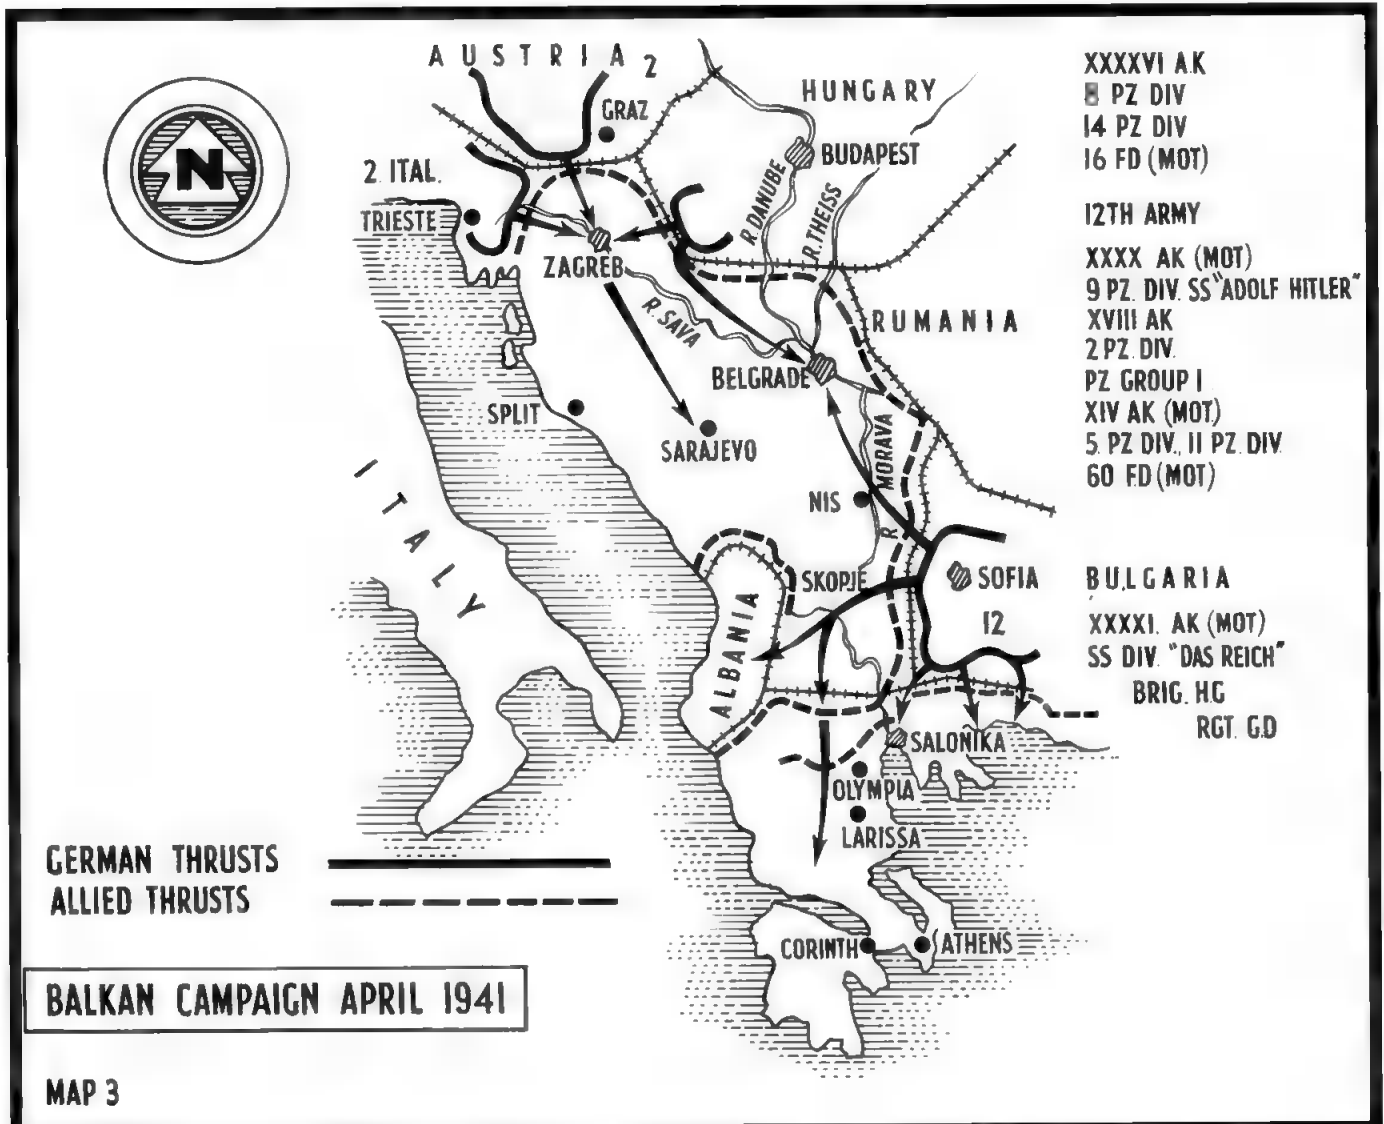 AUSTRIA 2
GRAZ
HUNGARY
BUDAPEST
R. DANUBE
R. THEISS
2. ITAL.
TRIESTE
N
ZAGREB
R. SAVA
RUMANIA
BELGRADE
SPLIT
SARAJEVO
R MORAVA
NIS
ITALY
SKOPJE
SOFIA
12
ALBANIA
SALONIKA
OLYMPIA
LARISSA
CORINTH
ATHENS
XXXXVI A.K
8 PZ DIV
14 PZ DIV
16 FD (MOT)
12TH ARMY
XXXX AK (MOT)
9 PZ. DIV. SS "ADOLF HITLER"
XVIII AK
2 PZ. DIV.
PZ GROUP I
XIV AK (MOT)
5. PZ DIV., 11 PZ. DIV.
60 FD (MOT)
BULGARIA
XXXXI. AK (MOT)
SS DIV. "DAS REICH"
BRIG. H.G
RGT. G.D
GERMAN THRUSTS
ALLIED THRUSTS
BALKAN CAMPAIGN APRIL 1941
MAP 3